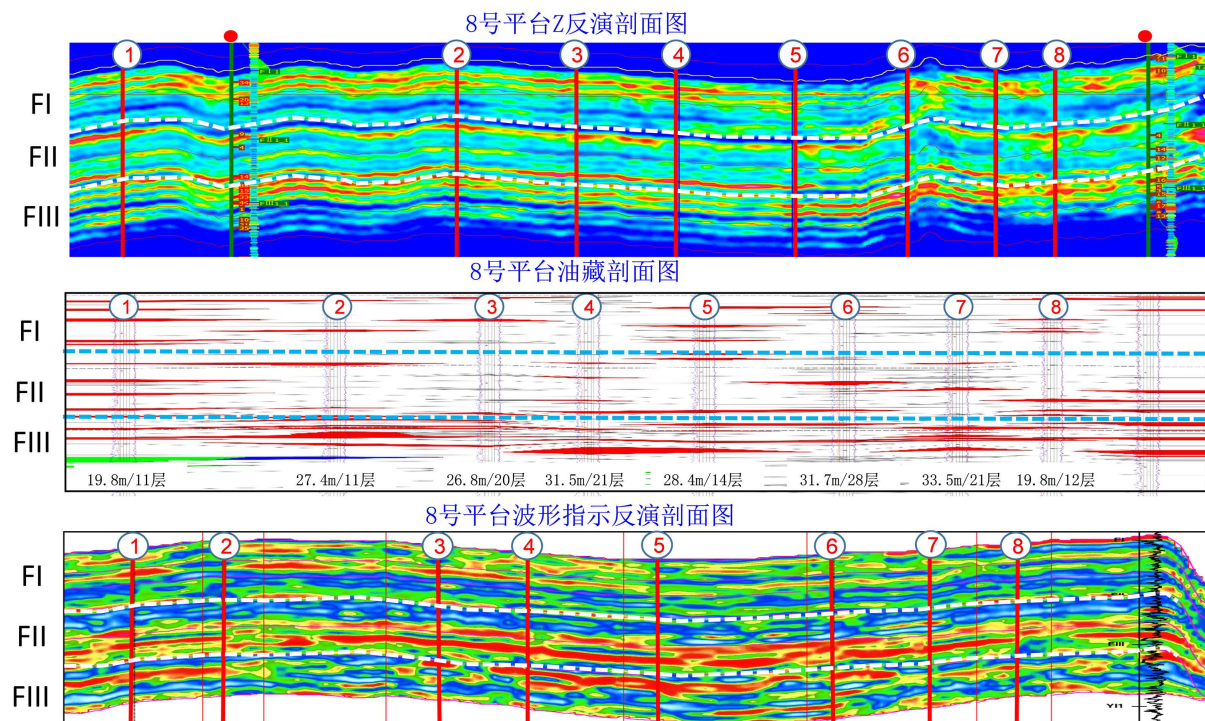 8号平台Z反演剖面图
1 2 3 4 5 6 7 8
FI
FII
FIII
8号平台油藏剖面图
1 2 3 4 5 6 7 8
FI
FII
FIII
19.8m/11层 27.4m/11层 26.8m/20层 31.5m/21层 28.4m/14层 31.7m/28层 33.5m/21层 19.8m/12层
8号平台波形指示反演剖面图
1 2 3 4 5 6 7 8
FI
FII
FIII
YI1